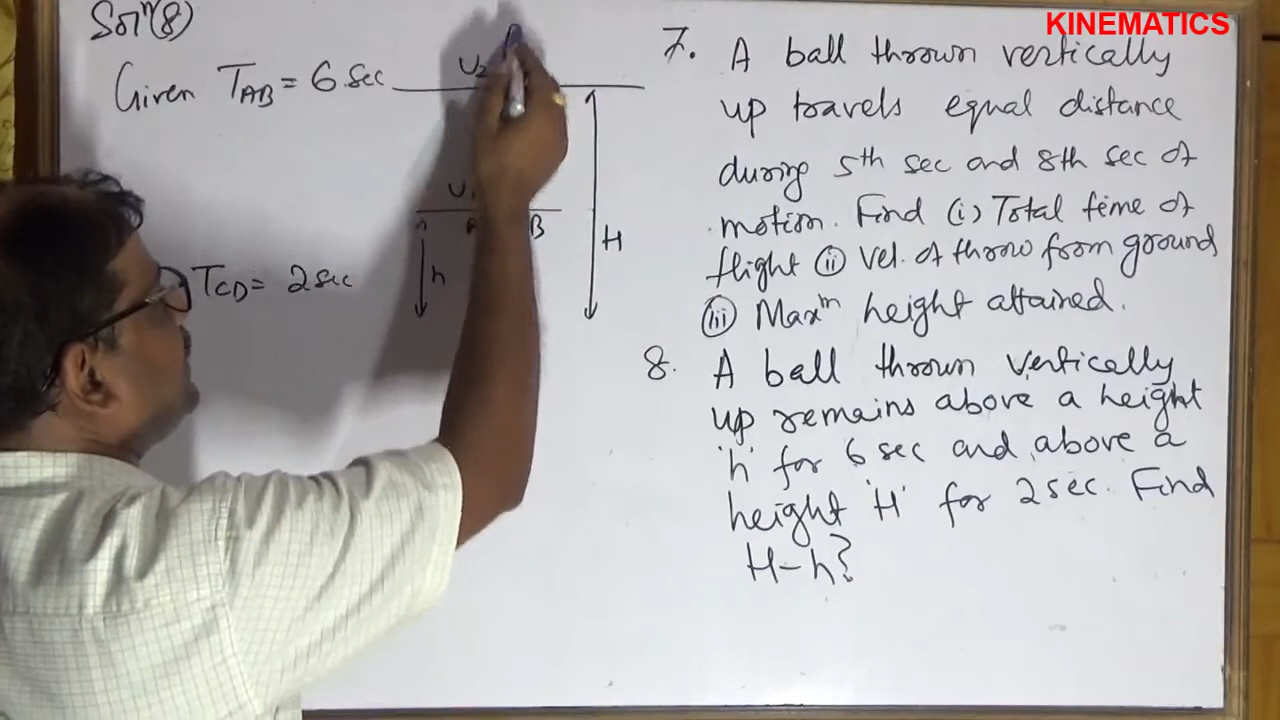 KINEMATICS
Solⁿ(8)
Given T_AB = 6 sec
U₂
U₁
B
h
H
T_CD = 2 sec
7. A ball thrown vertically
up travels equal distance
during 5th sec and 8th sec of
motion. Find (i) Total time of
flight (ii) Vel. of throw from ground
(iii) Maxᵐ height attained.
8. A ball thrown vertically
up remains above a height
'h' for 6 sec and above a
height 'H' for 2 sec. Find
H-h?